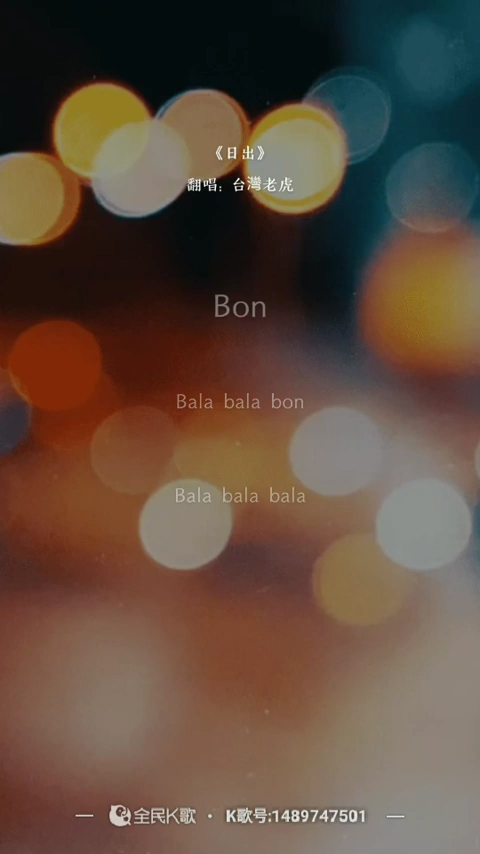 《日出》
翻唱：台灣老虎
Bon
Bala bala bon
Bala bala bala
— 全民K歌 · K歌号:1489747501 —